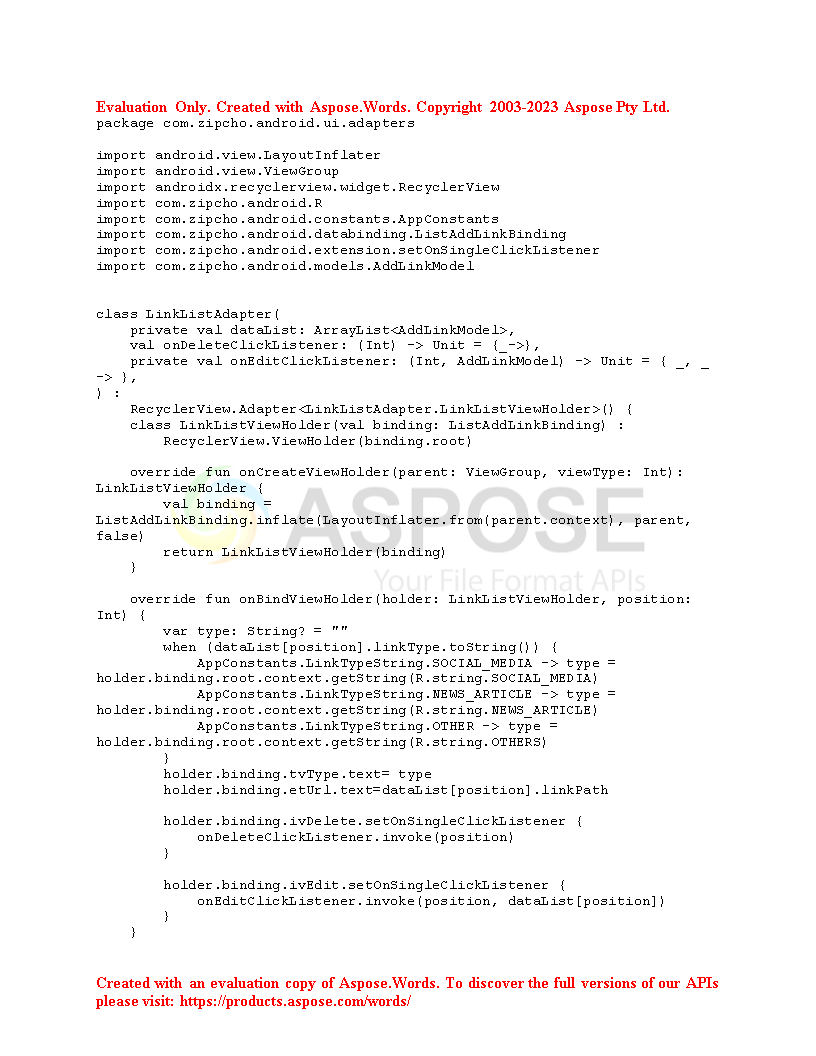 Evaluation Only. Created with Aspose.Words. Copyright 2003-2023 Aspose Pty Ltd.
package com.zipcho.android.ui.adapters

import android.view.LayoutInflater
import android.view.ViewGroup
import androidx.recyclerview.widget.RecyclerView
import com.zipcho.android.R
import com.zipcho.android.constants.AppConstants
import com.zipcho.android.databinding.ListAddLinkBinding
import com.zipcho.android.extension.setOnSingleClickListener
import com.zipcho.android.models.AddLinkModel


class LinkListAdapter(
    private val dataList: ArrayList<AddLinkModel>,
    val onDeleteClickListener: (Int) -> Unit = {_->},
    private val onEditClickListener: (Int, AddLinkModel) -> Unit = { _, _
-> },
) :
    RecyclerView.Adapter<LinkListAdapter.LinkListViewHolder>() {
    class LinkListViewHolder(val binding: ListAddLinkBinding) :
        RecyclerView.ViewHolder(binding.root)

    override fun onCreateViewHolder(parent: ViewGroup, viewType: Int):
LinkListViewHolder {
        val binding =
ListAddLinkBinding.inflate(LayoutInflater.from(parent.context), parent,
false)
        return LinkListViewHolder(binding)
    }

    override fun onBindViewHolder(holder: LinkListViewHolder, position:
Int) {
        var type: String? = ""
        when (dataList[position].linkType.toString()) {
            AppConstants.LinkTypeString.SOCIAL_MEDIA -> type =
holder.binding.root.context.getString(R.string.SOCIAL_MEDIA)
            AppConstants.LinkTypeString.NEWS_ARTICLE -> type =
holder.binding.root.context.getString(R.string.NEWS_ARTICLE)
            AppConstants.LinkTypeString.OTHER -> type =
holder.binding.root.context.getString(R.string.OTHERS)
        }
        holder.binding.tvType.text= type
        holder.binding.etUrl.text=dataList[position].linkPath

        holder.binding.ivDelete.setOnSingleClickListener {
            onDeleteClickListener.invoke(position)
        }

        holder.binding.ivEdit.setOnSingleClickListener {
            onEditClickListener.invoke(position, dataList[position])
        }
    }
ASPOSE
Your File Format APIs
Created with an evaluation copy of Aspose.Words. To discover the full versions of our APIs
please visit: https://products.aspose.com/words/